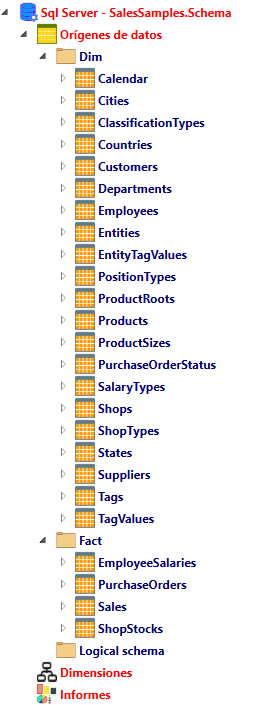 Sql Server - SalesSamples.Schema
Orígenes de datos
Dim
Calendar
Cities
ClassificationTypes
Countries
Customers
Departments
Employees
Entities
EntityTagValues
PositionTypes
ProductRoots
Products
ProductSizes
PurchaseOrderStatus
SalaryTypes
Shops
ShopTypes
States
Suppliers
Tags
TagValues
Fact
EmployeeSalaries
PurchaseOrders
Sales
ShopStocks
Logical schema
Dimensiones
Informes